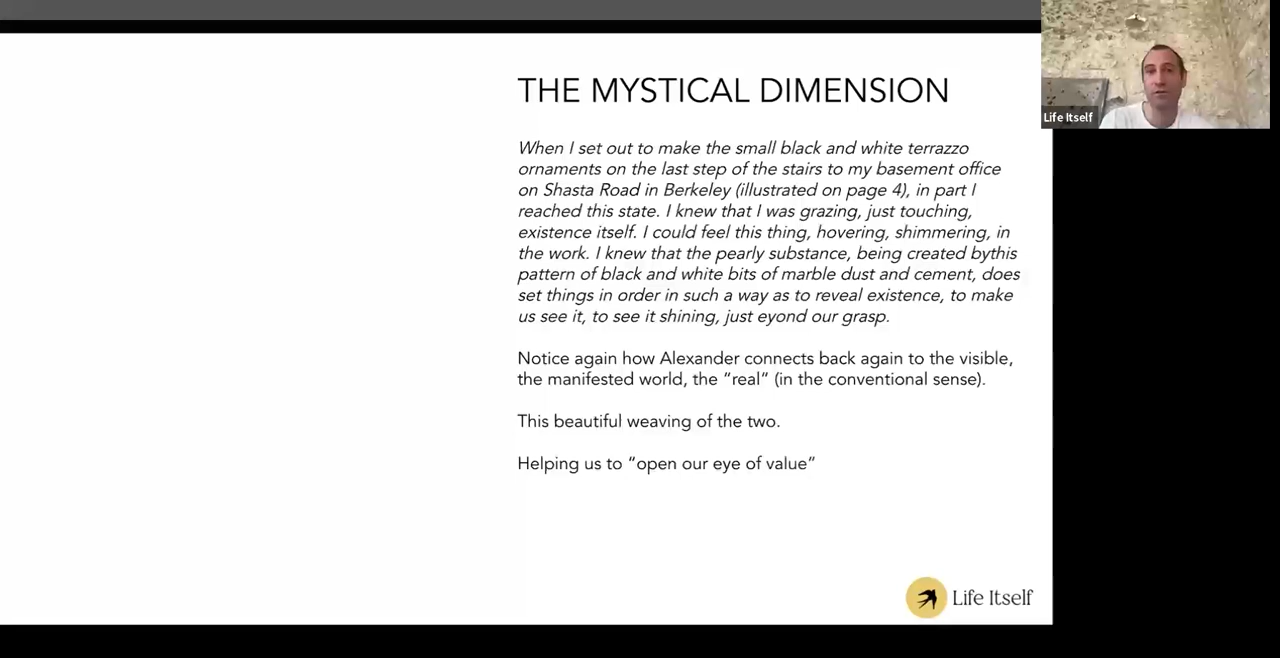 THE MYSTICAL DIMENSION
When I set out to make the small black and white terrazzo
ornaments on the last step of the stairs to my basement office
on Shasta Road in Berkeley (illustrated on page 4), in part I
reached this state. I knew that I was grazing, just touching,
existence itself. I could feel this thing, hovering, shimmering, in
the work. I knew that the pearly substance, being created bythis
pattern of black and white bits of marble dust and cement, does
set things in order in such a way as to reveal existence, to make
us see it, to see it shining, just eyond our grasp.
Notice again how Alexander connects back again to the visible,
the manifested world, the “real” (in the conventional sense).
This beautiful weaving of the two.
Helping us to “open our eye of value”
Life Itself
Life Itself